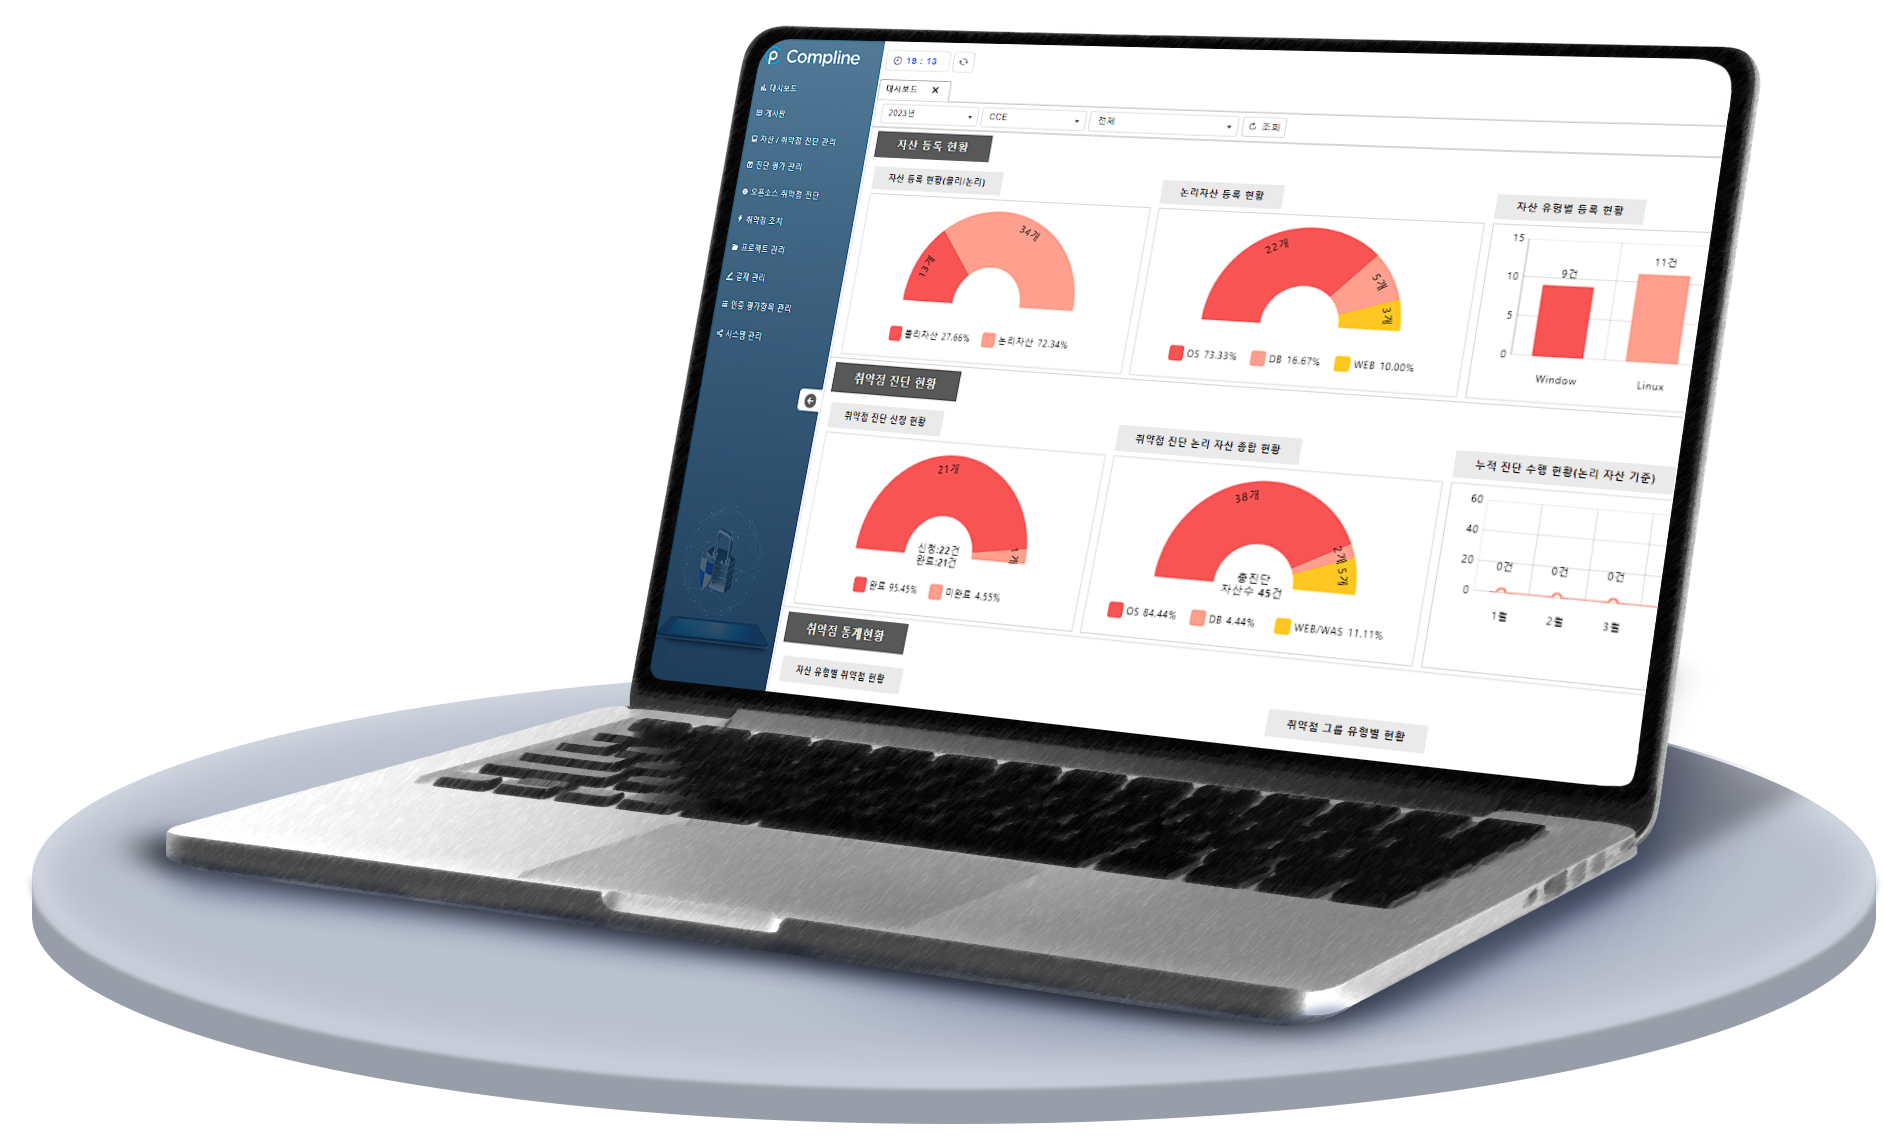 Compline
19 : 13
대시보드
게시판
자산 / 취약점 진단 관리
진단 평가 관리
오픈소스 취약점 진단
취약점 조치
프로젝트 관리
결재 관리
인증 평가항목 관리
시스템 관리
대시보드 ×
2023년 CCE 전체 조회
자산 등록 현황
자산 등록 현황(물리/논리)
13개 34개
물리자산 27.66% 논리자산 72.34%
논리자산 등록 현황
22개 5개 3개
OS 73.33% DB 16.67% WEB 10.00%
자산 유형별 등록 현황
15
10
5
0
9건 11건
Window Linux
취약점 진단 현황
취약점 진단 신청 현황
21개 1개
신청:22건
완료:21건
완료 95.45% 미완료 4.55%
취약점 진단 논리 자산 종합 현황
38개 2개 5개
총진단
자산수 45건
OS 84.44% DB 4.44% WEB/WAS 11.11%
누적 진단 수행 현황(논리 자산 기준)
60
40
20
0
0건 0건 0건
1월 2월 3월
취약점 통계현황
자산 유형별 취약점 현황
취약점 그룹 유형별 현황